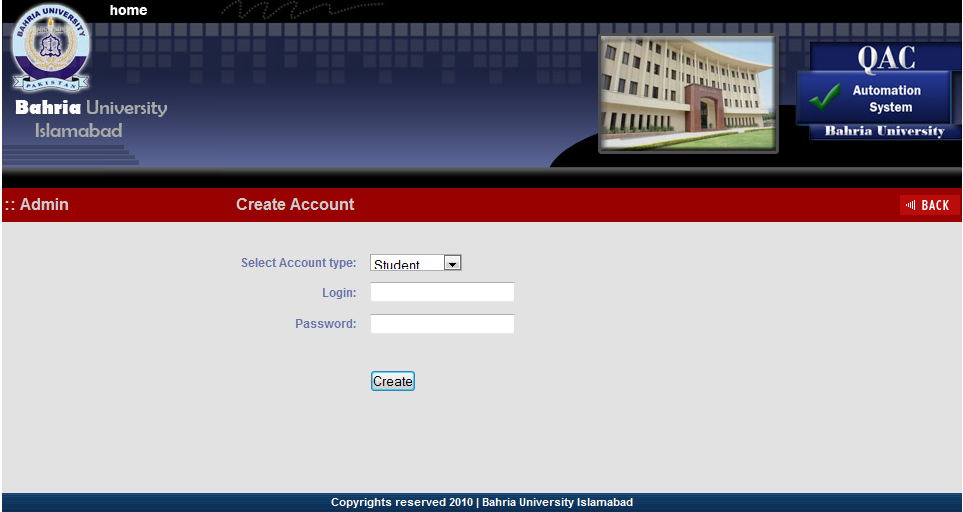 home
BAHRIA UNIVERSITY
PAKISTAN
Bahria University
Islamabad
QAC
Automation
System
Bahria University
:: Admin
Create Account
BACK
Select Account type:
Student
Login:
Password:
Create
Copyrights reserved 2010 | Bahria University Islamabad